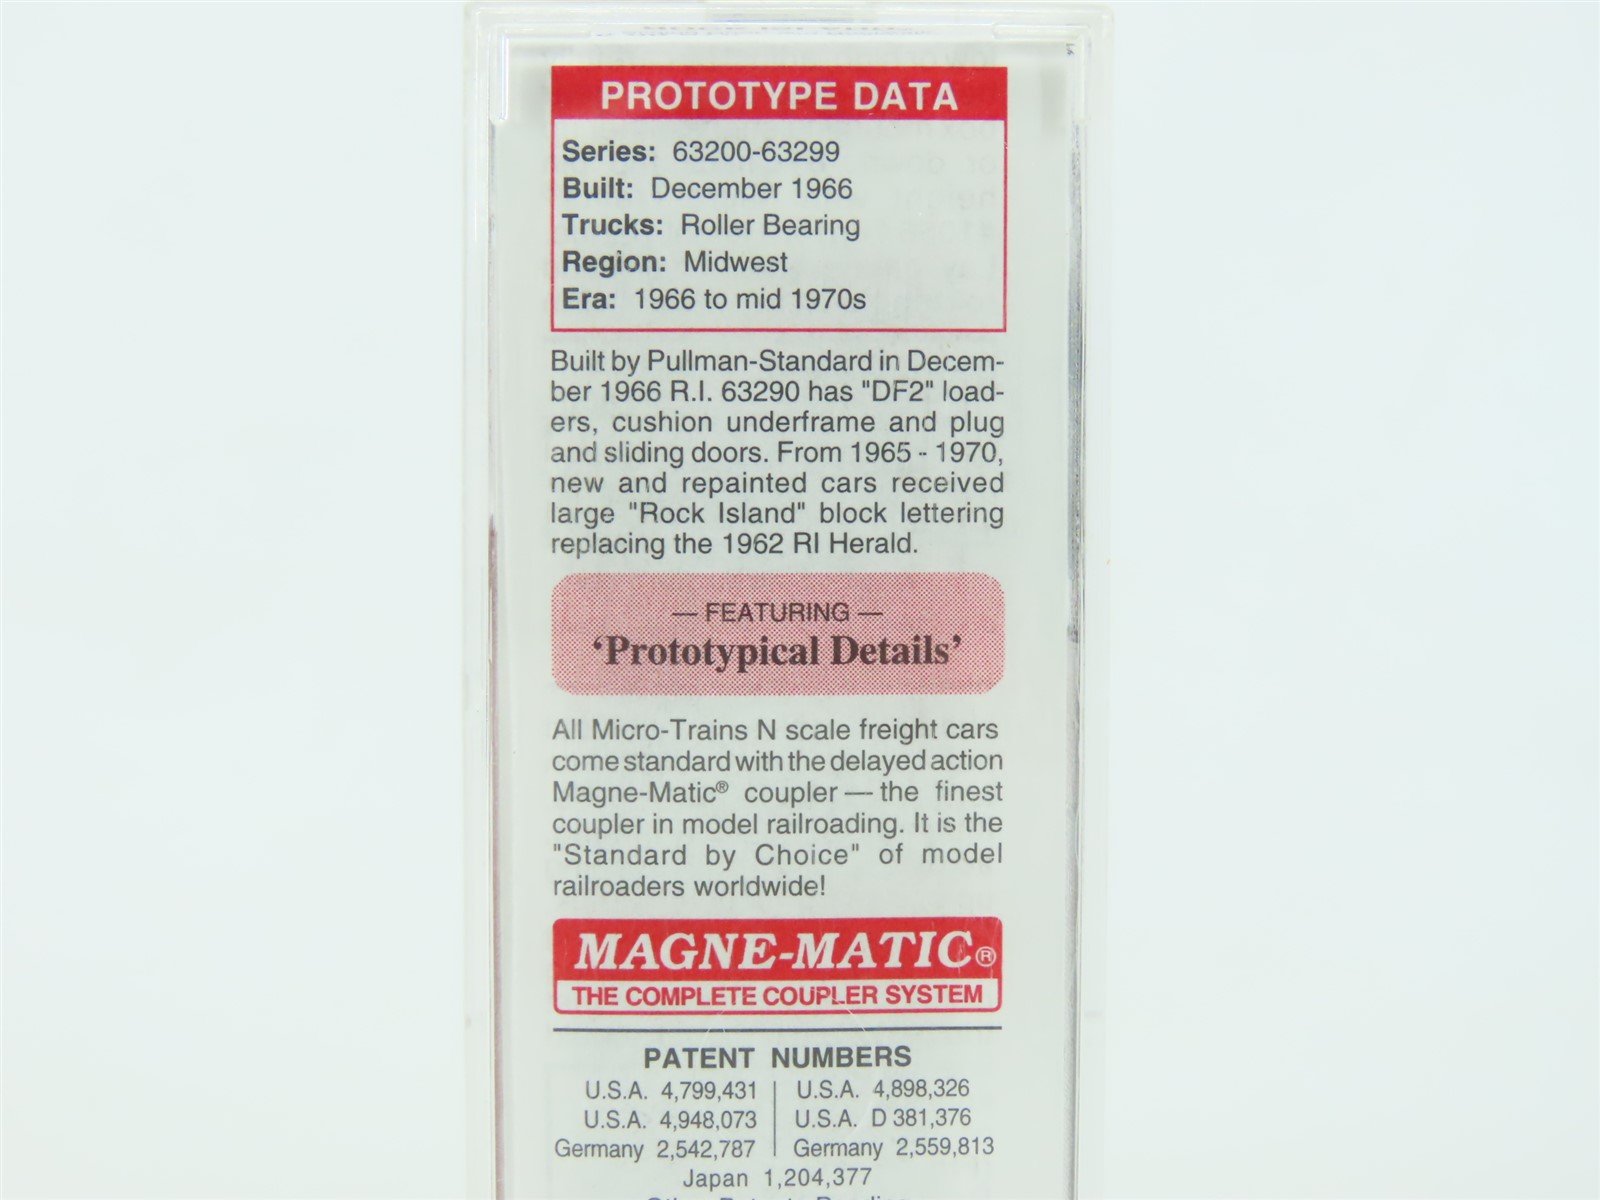 PROTOTYPE DATA
Series: 63200-63299
Built: December 1966
Trucks: Roller Bearing
Region: Midwest
Era: 1966 to mid 1970s
Built by Pullman-Standard in Decem-
ber 1966 R.I. 63290 has "DF2" load-
ers, cushion underframe and plug
and sliding doors. From 1965 - 1970,
new and repainted cars received
large "Rock Island" block lettering
replacing the 1962 RI Herald.
— FEATURING —
‘Prototypical Details’
All Micro-Trains N scale freight cars
come standard with the delayed action
Magne-Matic® coupler — the finest
coupler in model railroading. It is the
"Standard by Choice" of model
railroaders worldwide!
MAGNE-MATIC®
THE COMPLETE COUPLER SYSTEM
PATENT NUMBERS
U.S.A. 4,799,431 | U.S.A. 4,898,326
U.S.A. 4,948,073 | U.S.A. D 381,376
Germany 2,542,787 | Germany 2,559,813
Japan 1,204,377
Other Patents Pending